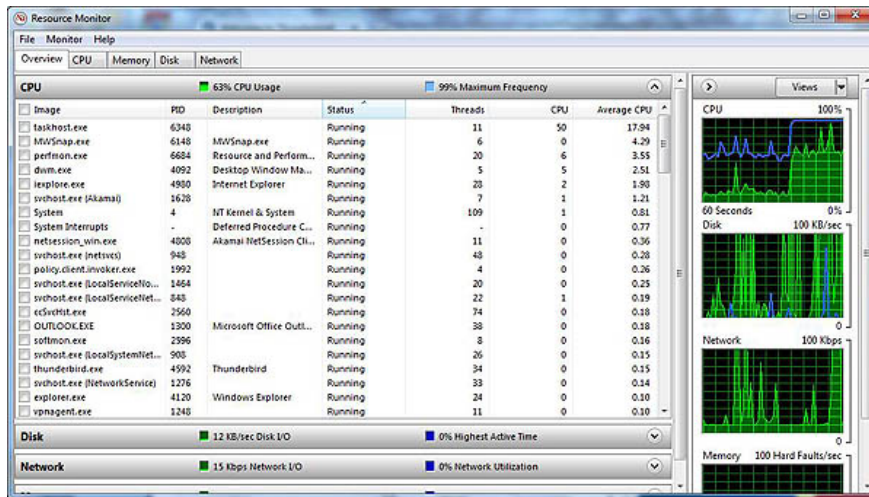 Resource Monitor
File Monitor Help
Overview CPU Memory Disk Network
CPU 63% CPU Usage 99% Maximum Frequency
Image PID Description Status Threads CPU Average CPU
taskhost.exe 6348 Running 11 50 17.94
MWSnap.exe 6148 MWSnap.exe Running 6 0 4.29
perfmon.exe 6684 Resource and Perform... Running 20 6 3.55
dwm.exe 4092 Desktop Window Ma... Running 5 5 2.51
iexplore.exe 4980 Internet Explorer Running 28 2 1.98
svchost.exe (Akamai) 1628 Running 7 1 1.21
System 4 NT Kernel & System Running 109 1 0.81
System Interrupts - Deferred Procedure C... Running - 0 0.77
netsession_win.exe 4808 Akamai NetSession Cli... Running 11 0 0.36
svchost.exe (netsvcs) 948 Running 48 0 0.28
policy.client.invoker.exe 1992 Running 4 0 0.26
svchost.exe (LocalServiceNo... 1464 Running 20 0 0.25
svchost.exe (LocalServiceNet... 848 Running 22 1 0.19
ccSvcHst.exe 2560 Running 74 0 0.18
OUTLOOK.EXE 1300 Microsoft Office Outl... Running 38 0 0.18
softmon.exe 2596 Running 8 0 0.16
svchost.exe (LocalSystemNet... 908 Running 26 0 0.15
thunderbird.exe 4592 Thunderbird Running 34 0 0.15
svchost.exe (NetworkService) 1276 Running 33 0 0.14
explorer.exe 4120 Windows Explorer Running 24 0 0.10
vpnagent.exe 1248 Running 11 0 0.10
Disk 12 KB/sec Disk I/O 0% Highest Active Time
Network 15 Kbps Network I/O 0% Network Utilization
Views
CPU 100%
60 Seconds 0%
Disk 100 KB/sec
0
Network 100 Kbps
0
Memory 100 Hard Faults/sec